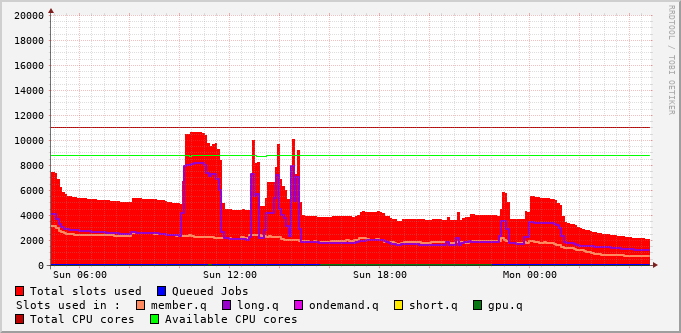 20000
18000
16000
14000
12000
10000
8000
6000
4000
2000
0
Sun 06:00 Sun 12:00 Sun 18:00 Mon 00:00
Total slots used Queued Jobs
Slots used in : member.q long.q ondemand.q short.q gpu.q
Total CPU cores Available CPU cores
RRDTOOL / TOBI OETIKER